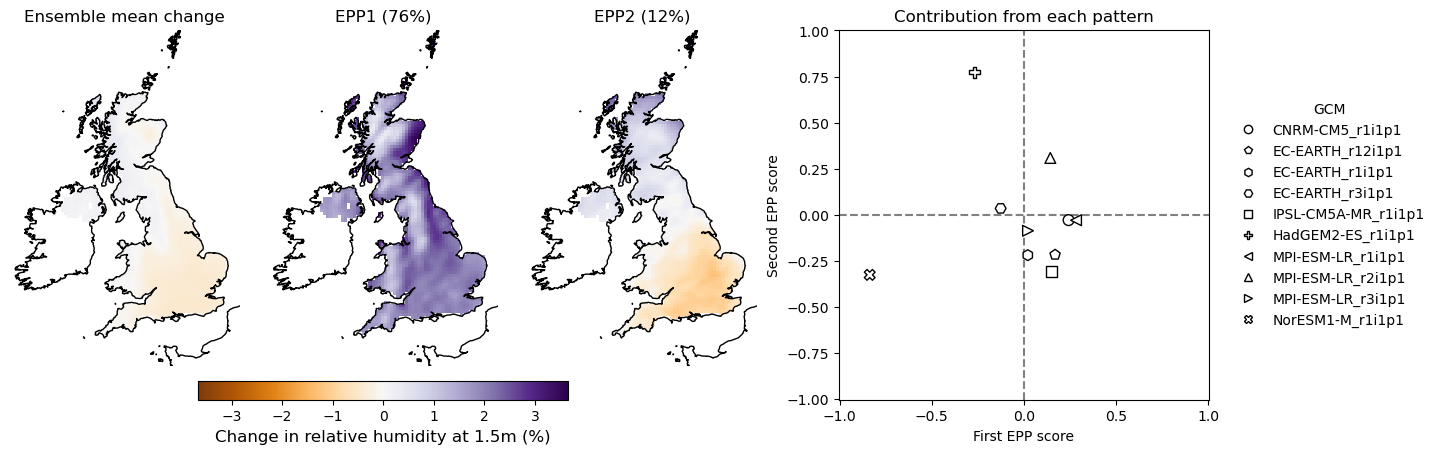 Ensemble mean change
EPP1 (76%)
EPP2 (12%)
−3 −2 −1 0 1 2 3
Change in relative humidity at 1.5m (%)
Contribution from each pattern
1.00
0.75
0.50
0.25
0.00
−0.25
−0.50
−0.75
−1.00
Second EPP score
−1.0 −0.5 0.0 0.5 1.0
First EPP score
GCM
CNRM-CM5_r1i1p1
EC-EARTH_r12i1p1
EC-EARTH_r1i1p1
EC-EARTH_r3i1p1
IPSL-CM5A-MR_r1i1p1
HadGEM2-ES_r1i1p1
MPI-ESM-LR_r1i1p1
MPI-ESM-LR_r2i1p1
MPI-ESM-LR_r3i1p1
NorESM1-M_r1i1p1